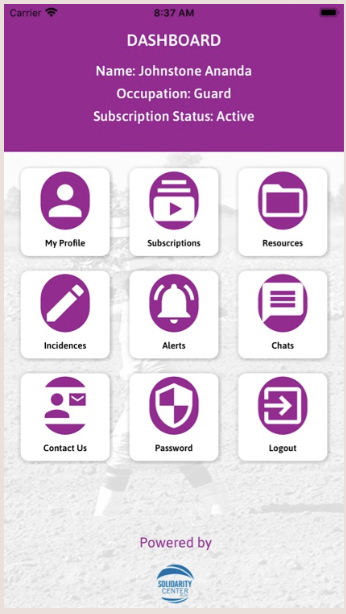 Carrier 8:37 AM
DASHBOARD
Name: Johnstone Ananda
Occupation: Guard
Subscription Status: Active
My Profile
Subscriptions
Resources
Incidences
Alerts
Chats
Contact Us
Password
Logout
Powered by
SOLIDARITY
CENTER